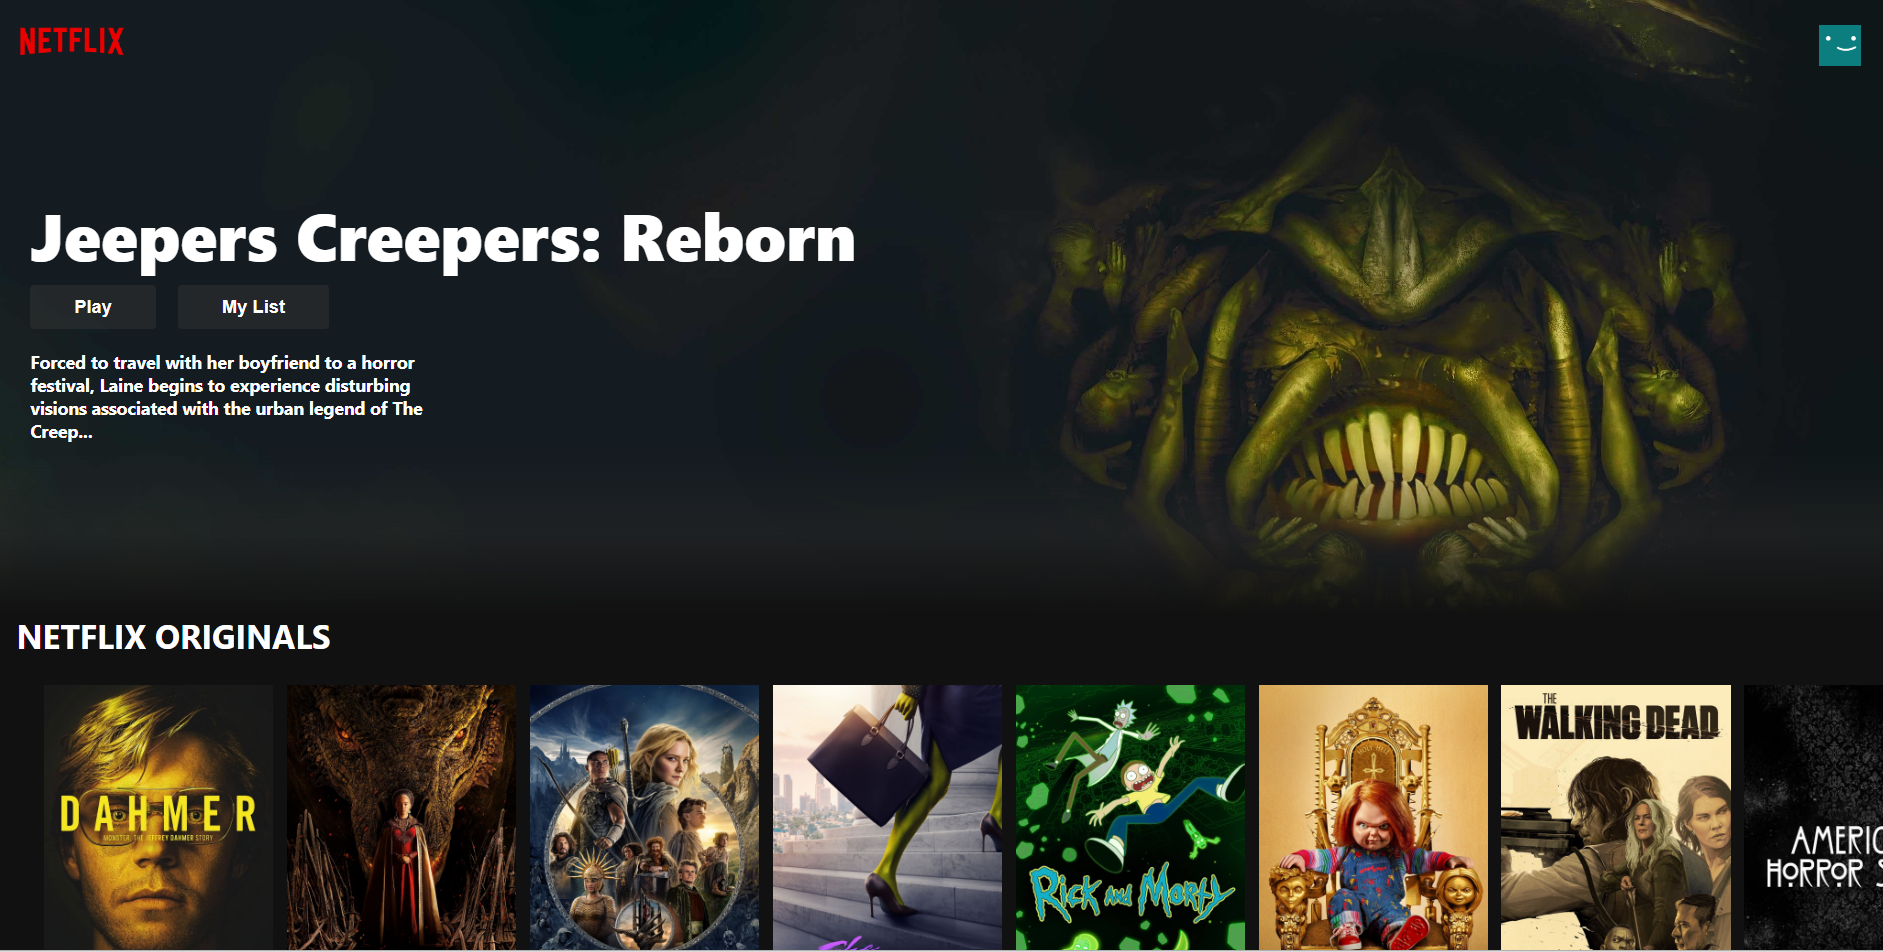 NETFLIX
Jeepers Creepers: Reborn
Play
My List
Forced to travel with her boyfriend to a horror
festival, Laine begins to experience disturbing
visions associated with the urban legend of The
Creep...
NETFLIX ORIGINALS
DAHMER
MONSTER: THE JEFFREY DAHMER STORY
The
RICK AND MORTY
THE
WALKING DEAD
AMERIC
HORROR S